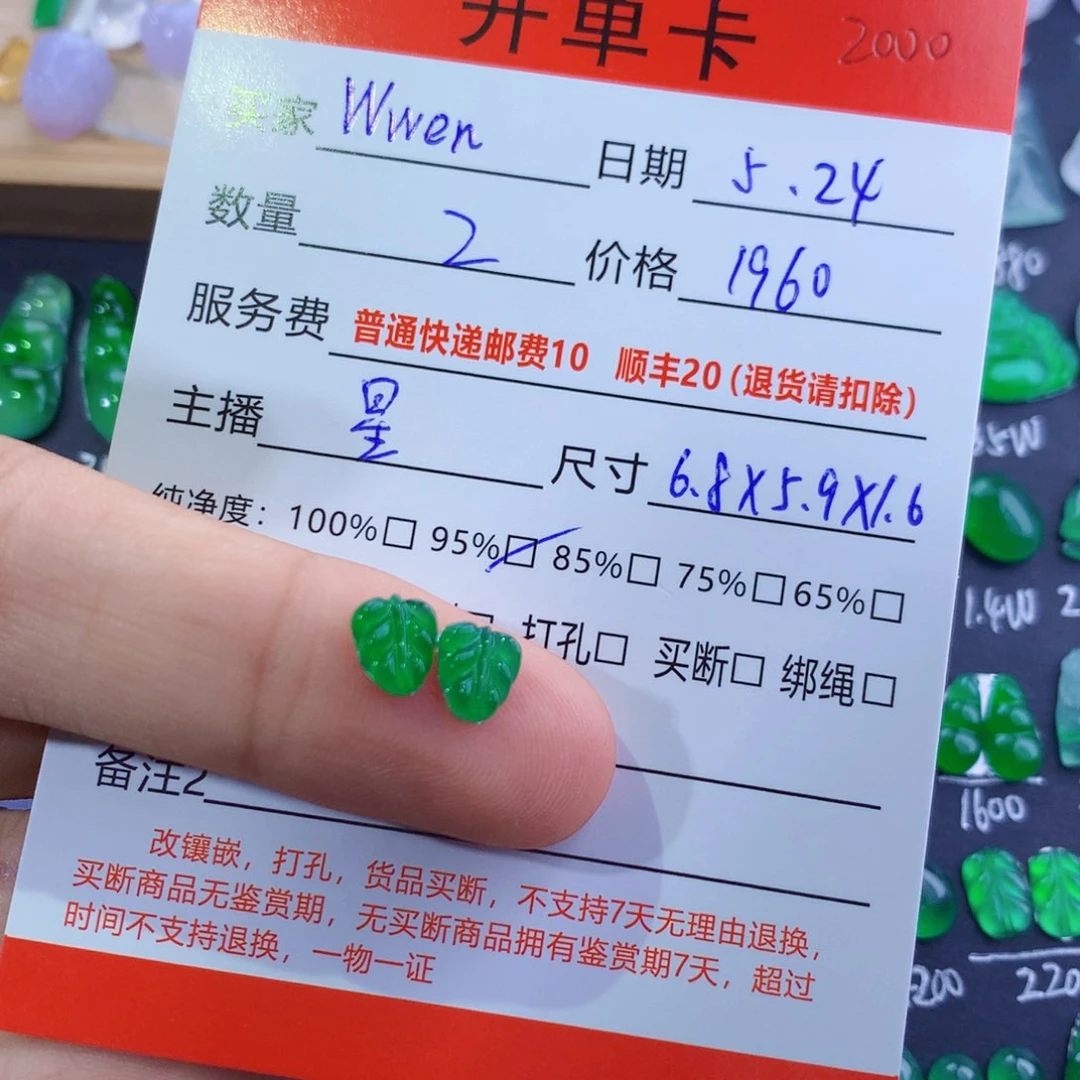 开单卡 2000
买家 Wwen 日期 5.24
数量 2 价格 1960
服务费 普通快递邮费10 顺丰20(退货请扣除)
主播 星 尺寸 6.8X5.9X1.6
纯净度：100%□ 95%□ 85%□ 75%□ 65%□
打孔□ 买断□ 绑绳□
备注2
改镶嵌，打孔，货品买断，不支持7天无理由退换，
买断商品无鉴赏期，无买断商品拥有鉴赏期7天，超过
时间不支持退换，一物一证
1.4W
1600